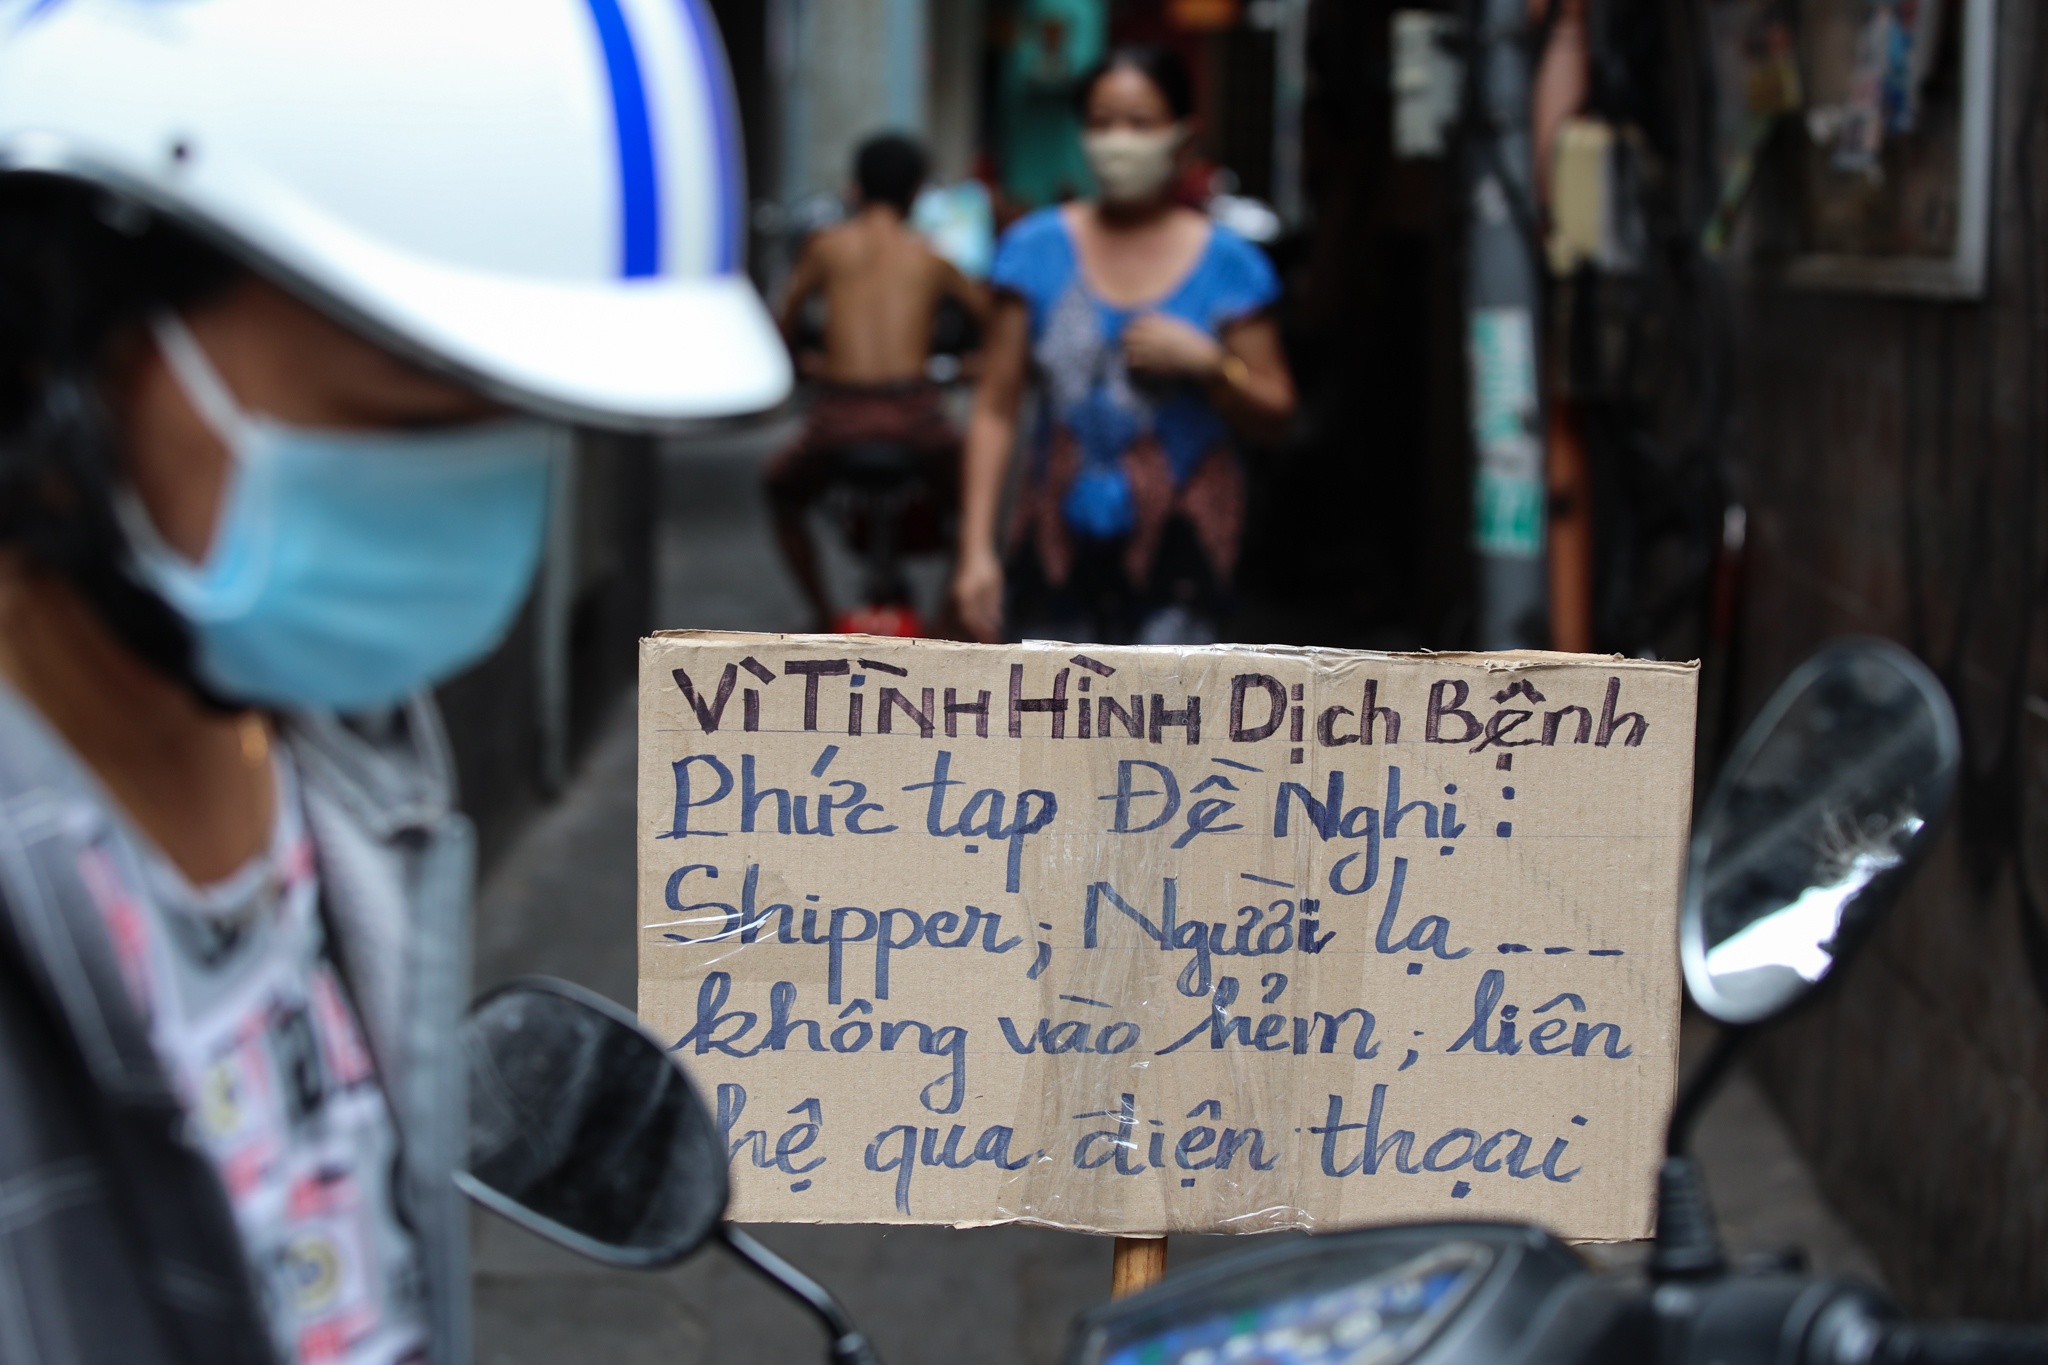 Vì TÌNH HÌNH Dịch Bệnh
Phức tạp Đề Nghị :
Shipper ; Người lạ ----
không vào hẻm ; liên
hệ qua điện thoại